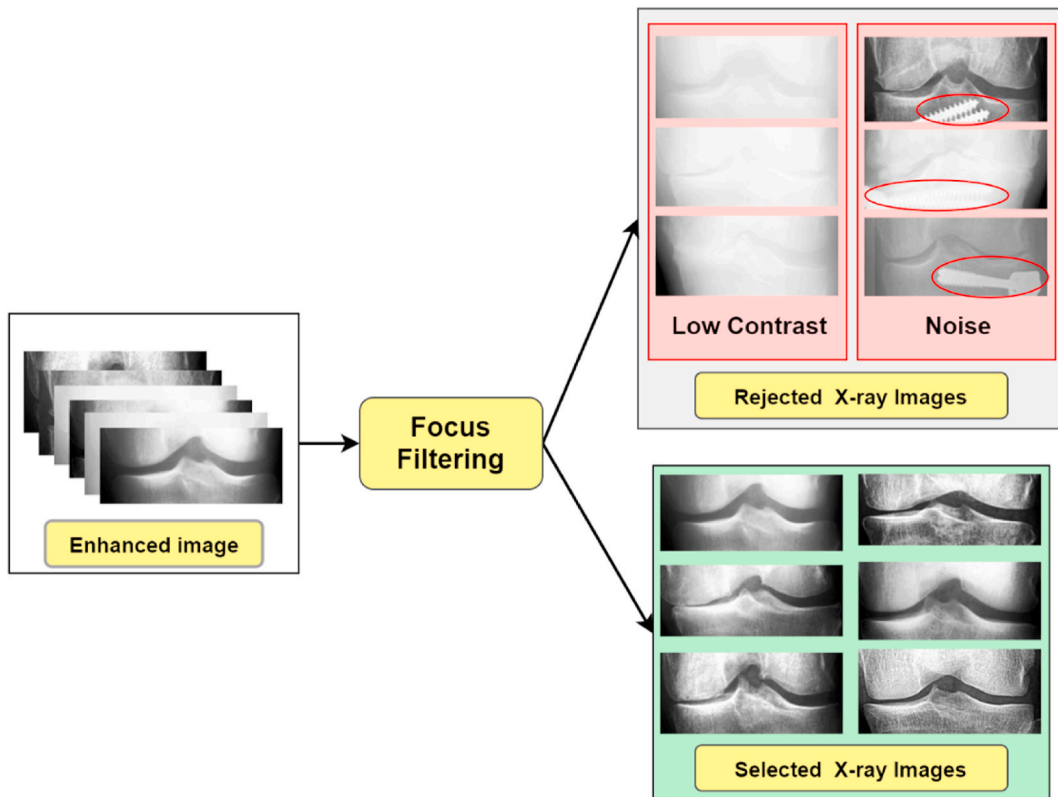 Low Contrast
Noise
Rejected X-ray Images
Focus
Filtering
Enhanced image
Selected X-ray Images